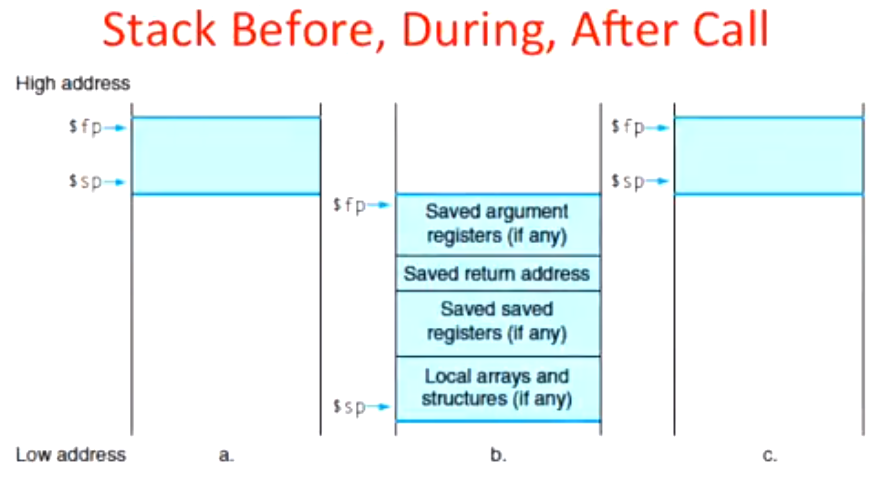 Stack Before, During, After Call
High address
$fp
$sp
$fp
Saved argument
registers (if any)
Saved return address
Saved saved
registers (if any)
Local arrays and
structures (if any)
$sp
$fp
$sp
Low address
a.
b.
c.